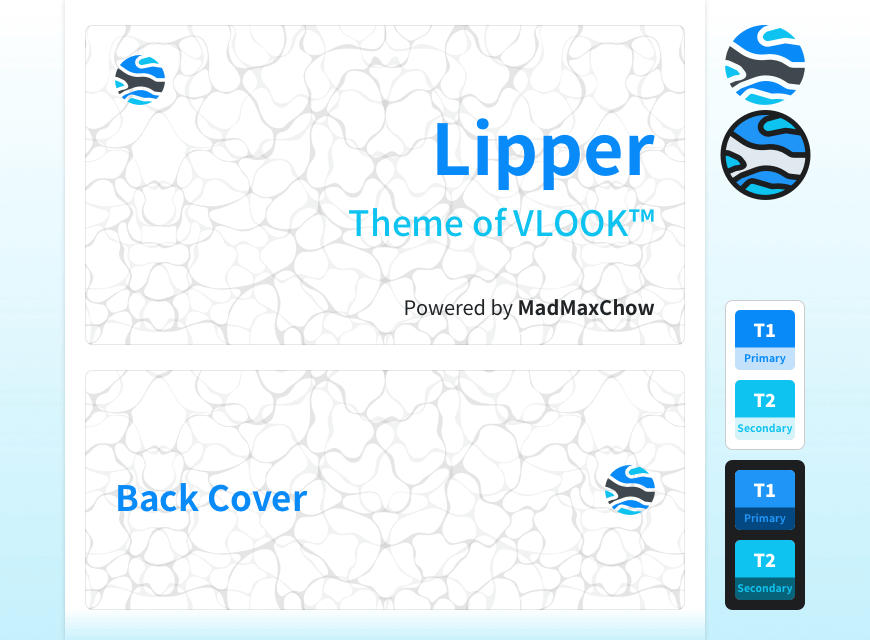 Lipper
Theme of VLOOK™
Powered by MadMaxChow
Back Cover
T1
Primary
T2
Secondary
T1
Primary
T2
Secondary